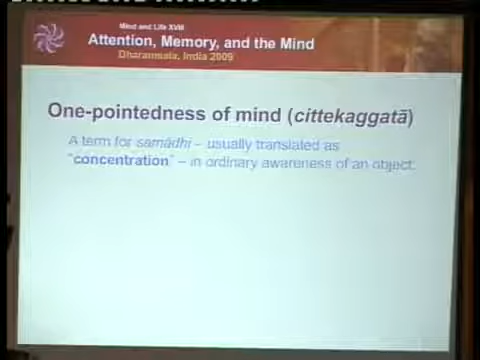 Mind and Life XVIII
Attention, Memory, and the Mind
Dharamsala, India 2009
One-pointedness of mind (cittekaggatā)
A term for samādhi – usually translated as
"concentration" – in ordinary awareness of an object.